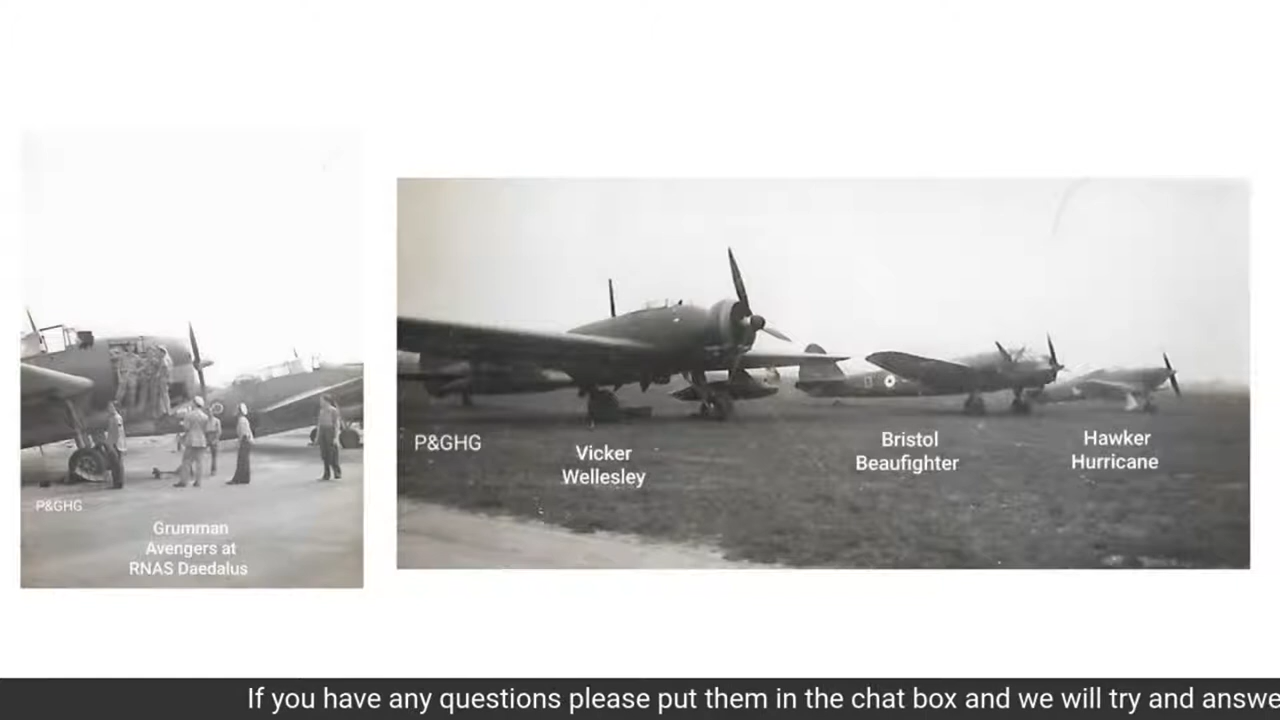 P&GHG
Grumman
Avengers at
RNAS Daedalus
P&GHG
Vicker
Wellesley
Bristol
Beaufighter
Hawker
Hurricane
If you have any questions please put them in the chat box and we will try and answe